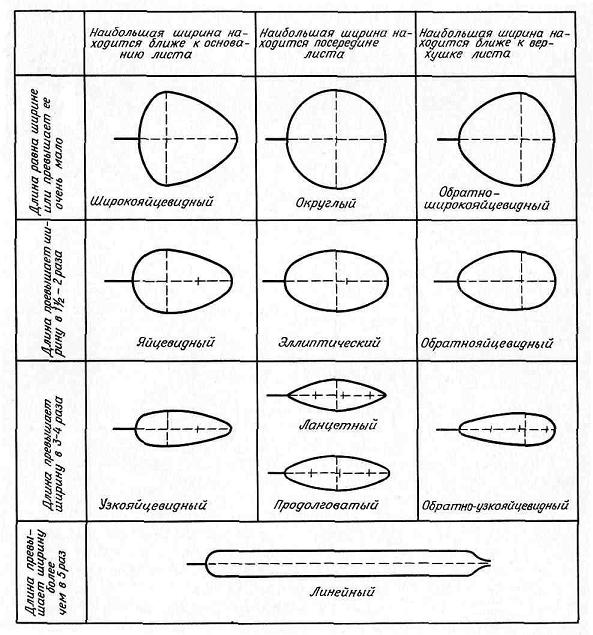 Наибольшая ширина на-
ходится ближе к основа-
нию листа
Наибольшая ширина на-
ходится посередине
листа
Наибольшая ширина на-
ходится ближе к вер-
хушке листа
Длина равна ширине
или превышает ее
очень мало
Широкояйцевидный
Округлый
Обратно-
широкояйцевидный
Длина превышает ши-
рину в 1½-2 раза
Яйцевидный
Эллиптический
Обратнояйцевидный
Длина превышает
ширину в 3-4 раза
Узкояйцевидный
Ланцетный
Продолговатый
Обратно-узкояйцевидный
Длина превы-
шает ширину
более
чем в 5 раз
Линейный